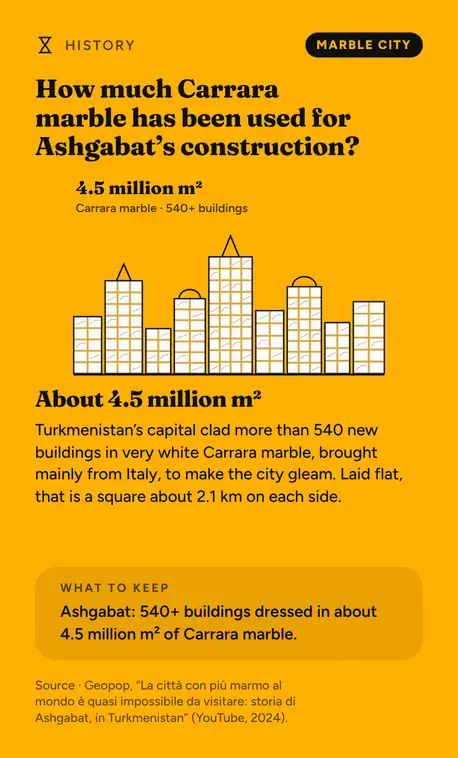 HISTORY
MARBLE CITY
How much Carrara
marble has been used for
Ashgabat’s construction?
4.5 million m²
Carrara marble · 540+ buildings
About 4.5 million m²
Turkmenistan’s capital clad more than 540 new
buildings in very white Carrara marble, brought
mainly from Italy, to make the city gleam. Laid flat,
that is a square about 2.1 km on each side.
WHAT TO KEEP
Ashgabat: 540+ buildings dressed in about
4.5 million m² of Carrara marble.
Source · Geopop, “La città con più marmo al
mondo è quasi impossibile da visitare: storia di
Ashgabat, in Turkmenistan” (YouTube, 2024).